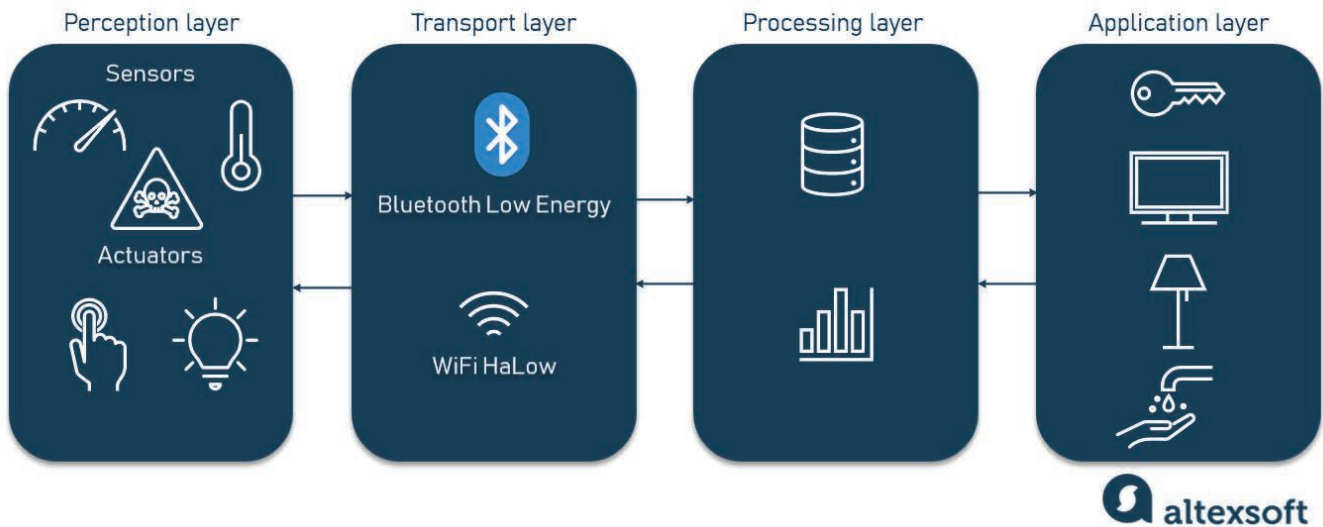 Perception layer
Transport layer
Processing layer
Application layer
Sensors
Actuators
Bluetooth Low Energy
WiFi HaLow
altexsoft